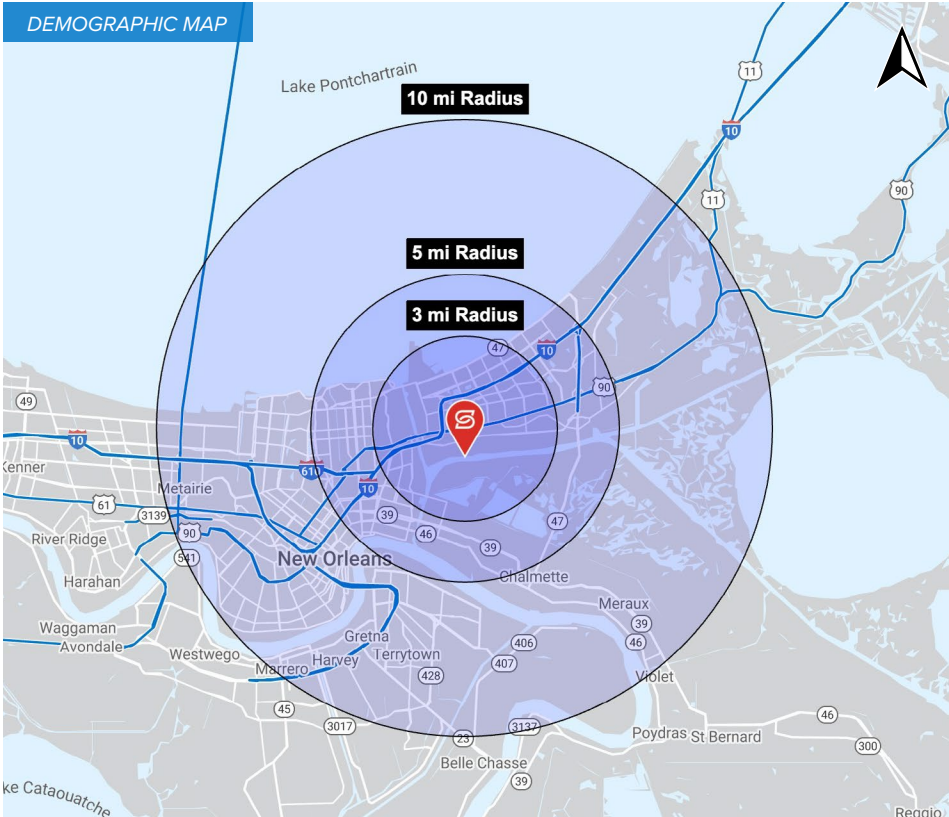 DEMOGRAPHIC MAP
Lake Pontchartrain
11
10 mi Radius
10
90
11
5 mi Radius
3 mi Radius
47
10
90
49
10
Kenner
610
Metairie
10
61
3139
39
47
90
46
River Ridge
39
541
New Orleans
Harahan
Chalmette
Meraux
39
Waggaman
Gretna
406
46
Avondale
Westwego
Harvey
Terrytown
407
Marrero
428
Violet
45
46
3017
3137
23
Poydras
St Bernard
300
Belle Chasse
39
ke Cataouatche
Reggio